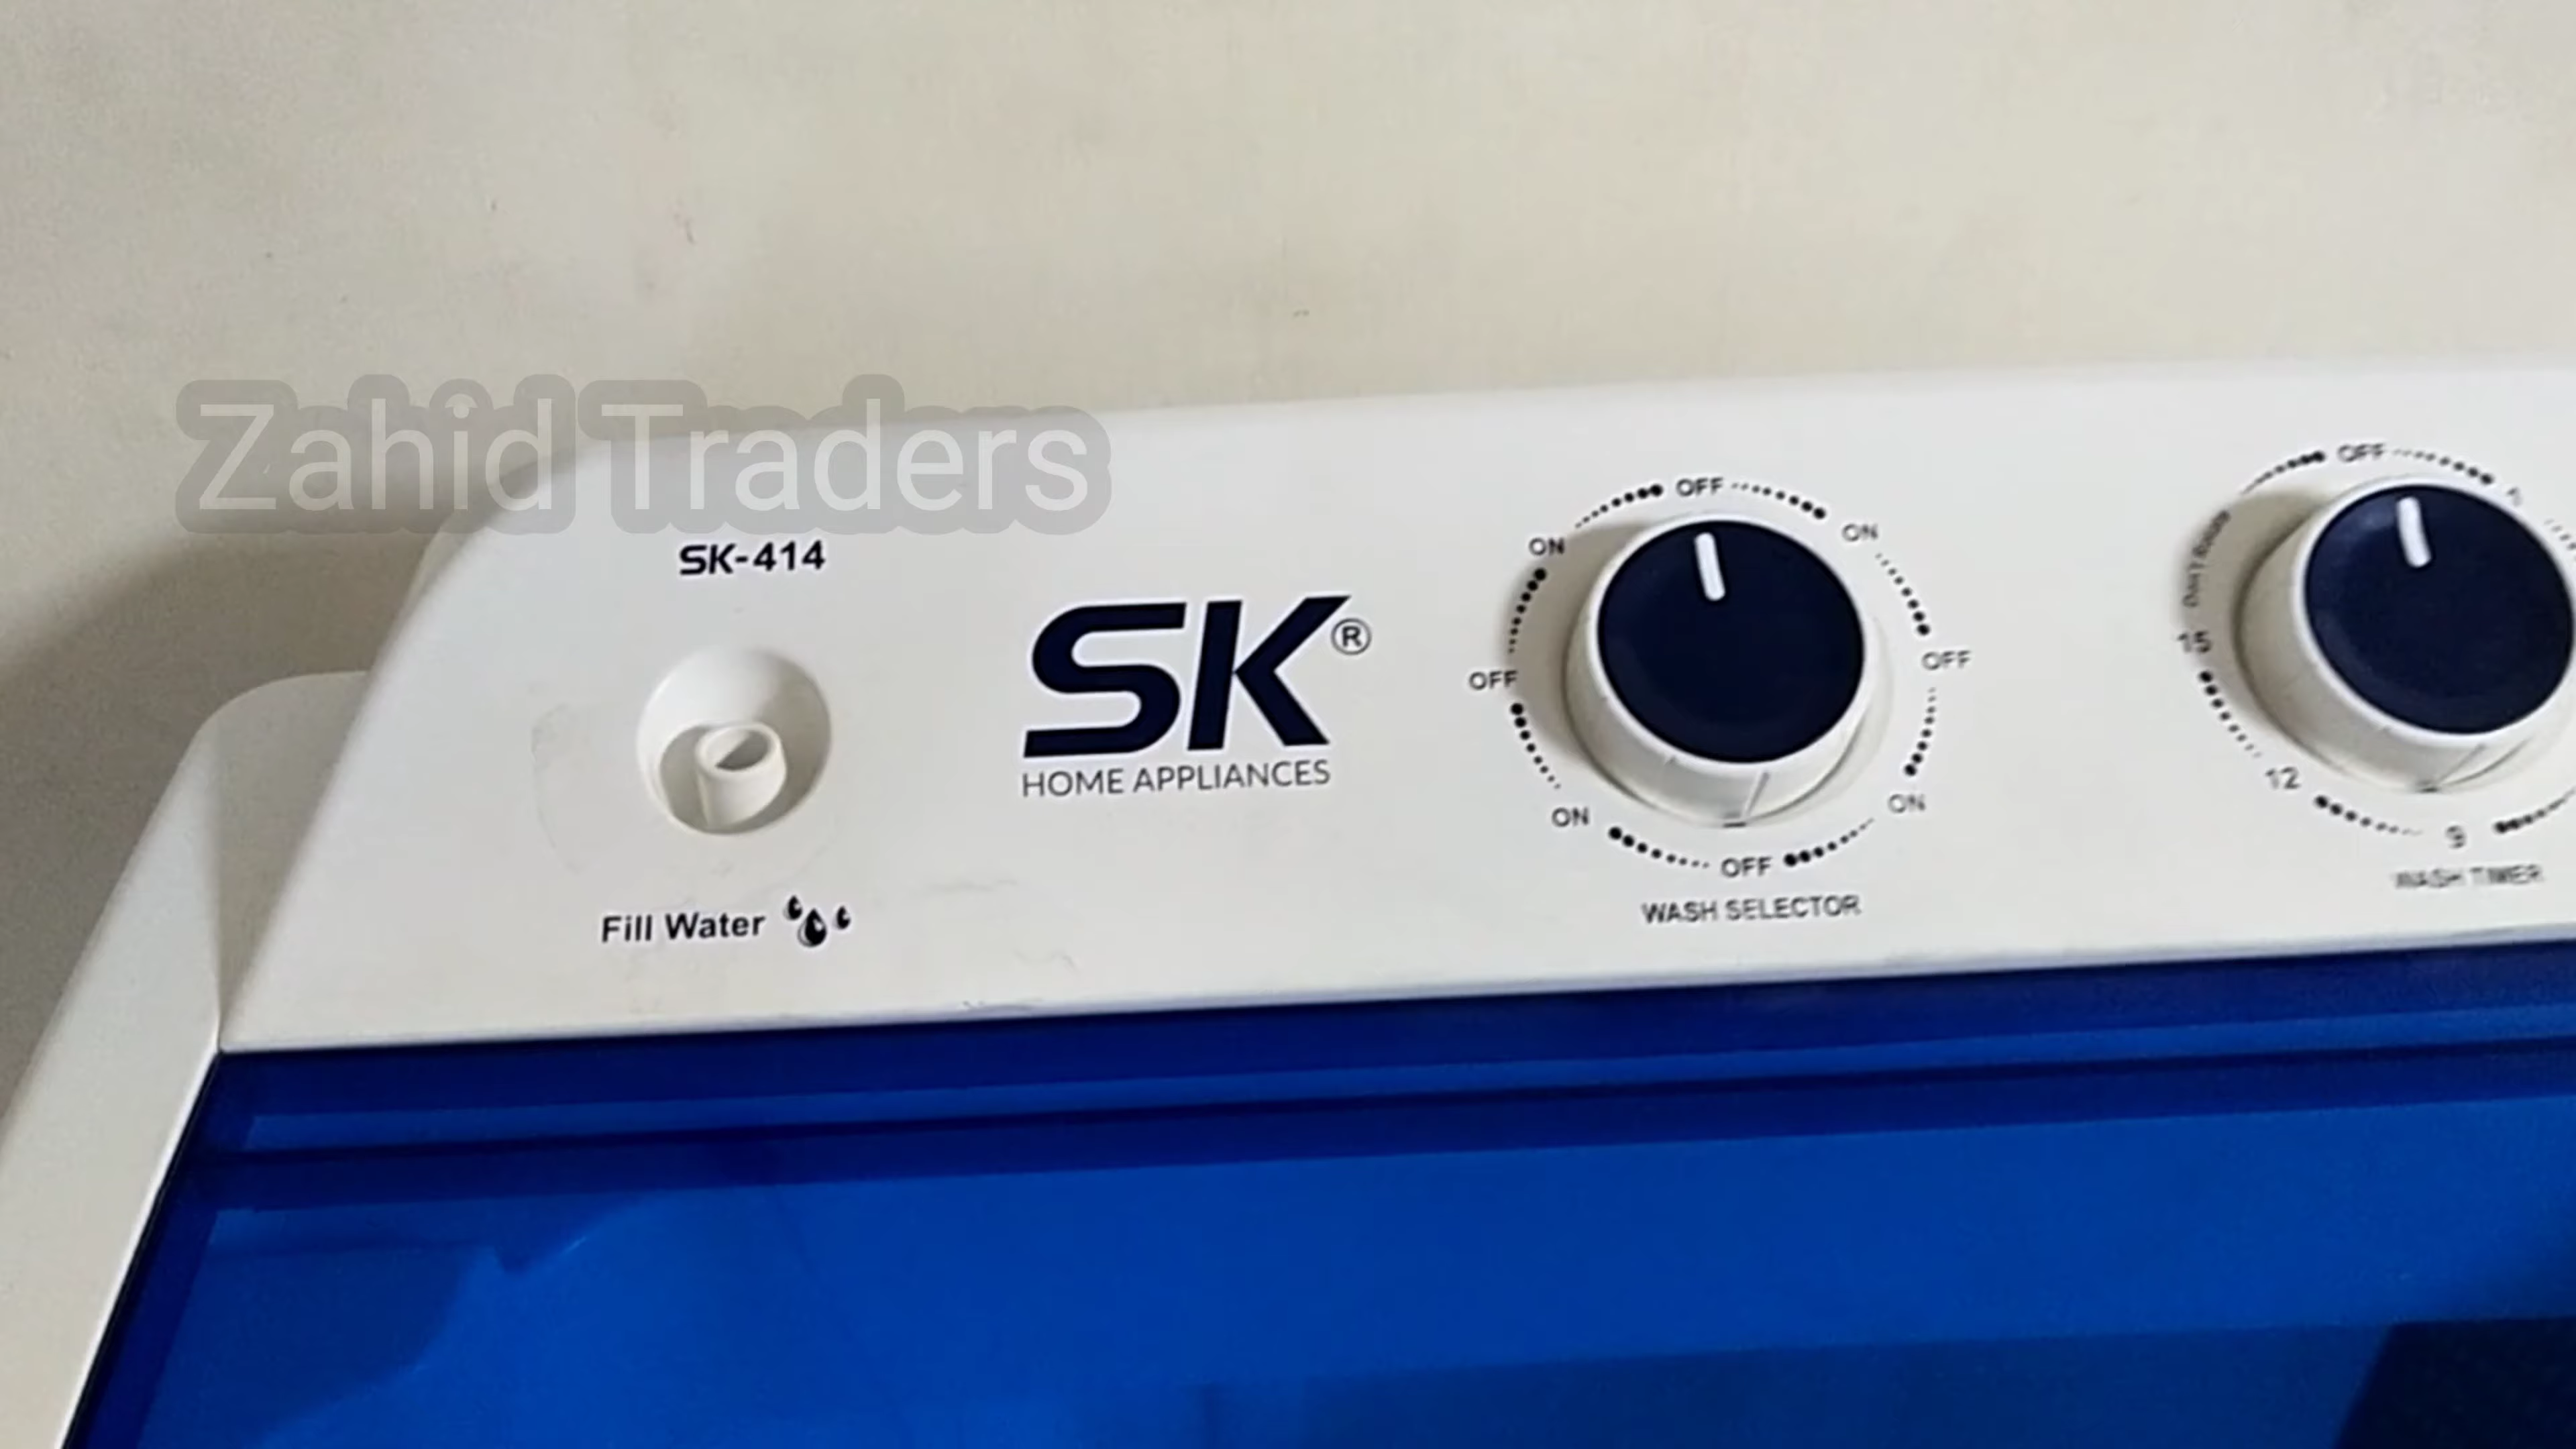 Zahid Traders
SK-414
SK®
HOME APPLIANCES
Fill Water
OFF
ON
ON
OFF
OFF
ON
ON
OFF
WASH SELECTOR
OFF
15
12
9
WASH TIMER